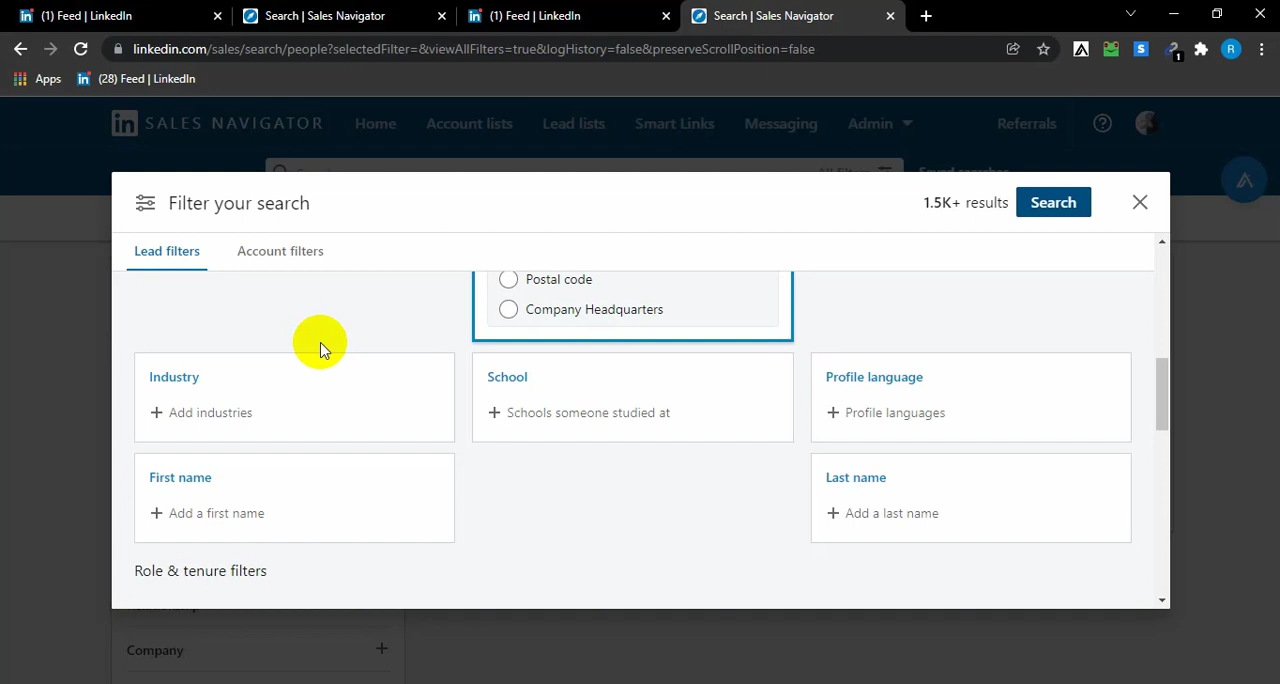 (1) Feed | LinkedIn
Search | Sales Navigator
(1) Feed | LinkedIn
Search | Sales Navigator
linkedin.com/sales/search/people?selectedFilter=&viewAllFilters=true&logHistory=false&preserveScrollPosition=false
S
1
R
Apps
(28) Feed | LinkedIn
in SALES NAVIGATOR
Home
Account lists
Lead lists
Smart Links
Messaging
Admin
Referrals
Filter your search
1.5K+ results
Search
Lead filters
Account filters
Postal code
Company Headquarters
Industry
+ Add industries
School
+ Schools someone studied at
Profile language
+ Profile languages
First name
+ Add a first name
Last name
+ Add a last name
Role & tenure filters
Company +